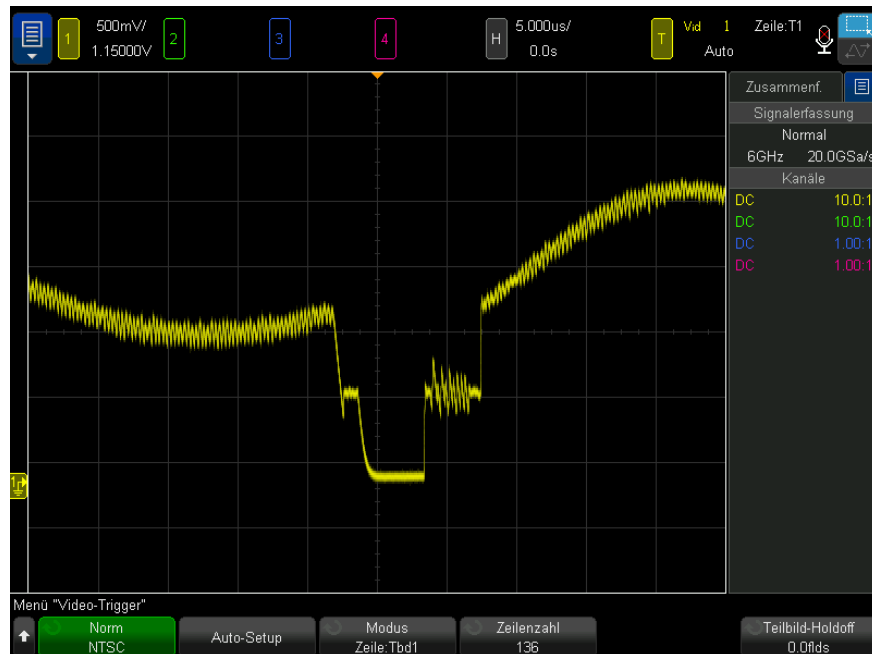 1 500mV/ 2 3 4 H 5.000us/ T Vid 1 Zeile:T1
1.15000V 0.0s Auto
Zusammenf.
Signalerfassung
Normal
6GHz 20.0GSa/s
Kanäle
DC 10.0:1
DC 10.0:1
DC 1.00:1
DC 1.00:1
1
Menü "Video-Trigger"
Norm
NTSC
Auto-Setup
Modus
Zeile:Tbd1
Zeilenzahl
136
Teilbild-Holdoff
0.0flds